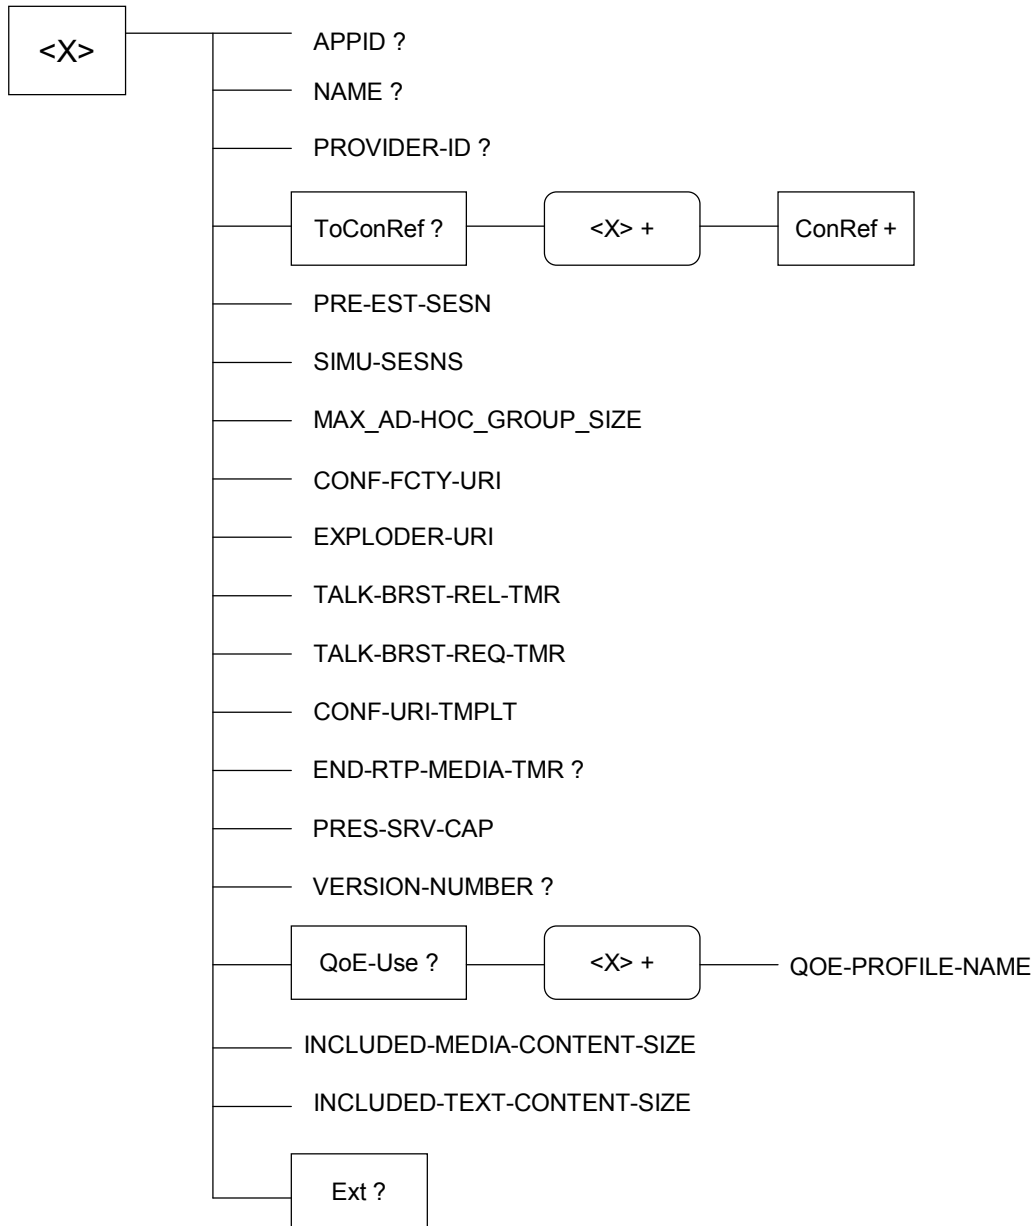 <X>
APPID ?
NAME ?
PROVIDER-ID ?
ToConRef ? <X> + ConRef +
PRE-EST-SESN
SIMU-SESNS
MAX_AD-HOC_GROUP_SIZE
CONF-FCTY-URI
EXPLODER-URI
TALK-BRST-REL-TMR
TALK-BRST-REQ-TMR
CONF-URI-TMPLT
END-RTP-MEDIA-TMR ?
PRES-SRV-CAP
VERSION-NUMBER ?
QoE-Use ? <X> + QOE-PROFILE-NAME
INCLUDED-MEDIA-CONTENT-SIZE
INCLUDED-TEXT-CONTENT-SIZE
Ext ?